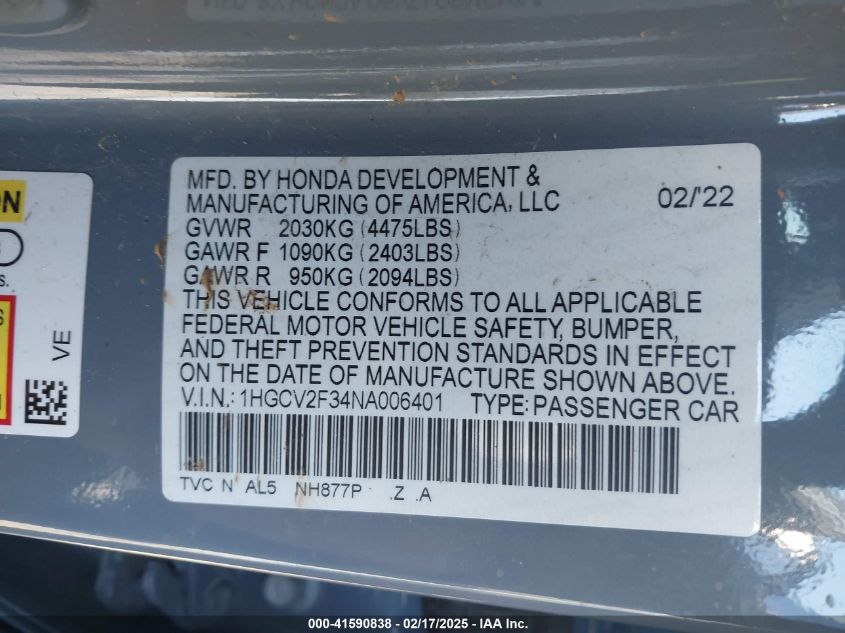 MFD. BY HONDA DEVELOPMENT &
MANUFACTURING OF AMERICA, LLC 02/'22
GVWR 2030KG (4475LBS)
GAWR F 1090KG (2403LBS)
GAWR R 950KG (2094LBS)
THIS VEHICLE CONFORMS TO ALL APPLICABLE
FEDERAL MOTOR VEHICLE SAFETY, BUMPER,
AND THEFT PREVENTION STANDARDS IN EFFECT
ON THE DATE OF MANUFACTURE SHOWN ABOVE.
V.I.N.: 1HGCV2F34NA006401 TYPE: PASSENGER CAR
TVC N AL5 NH877P .Z .A
VE
000-41590838 - 02/17/2025 - IAAI Inc.